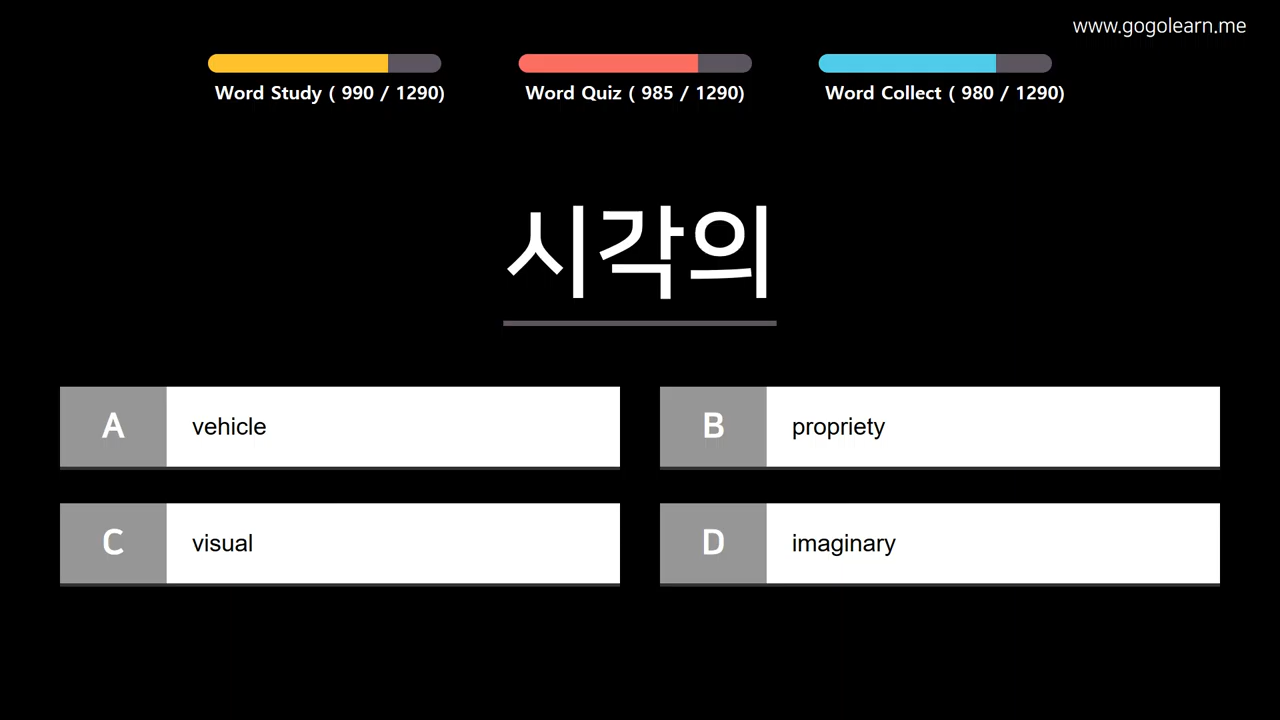 www.gogolearn.me
Word Study ( 990 / 1290)
Word Quiz ( 985 / 1290)
Word Collect ( 980 / 1290)
시각의
A vehicle
B propriety
C visual
D imaginary